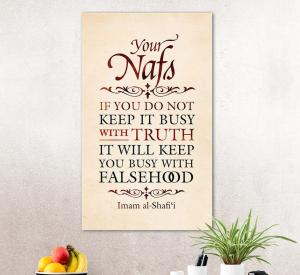 Your
Nafs
IF YOU DO NOT
KEEP IT BUSY
WITH TRUTH
IT WILL KEEP
YOU BUSY WITH
FALSEHOOD
Imam al-Shafi‘i